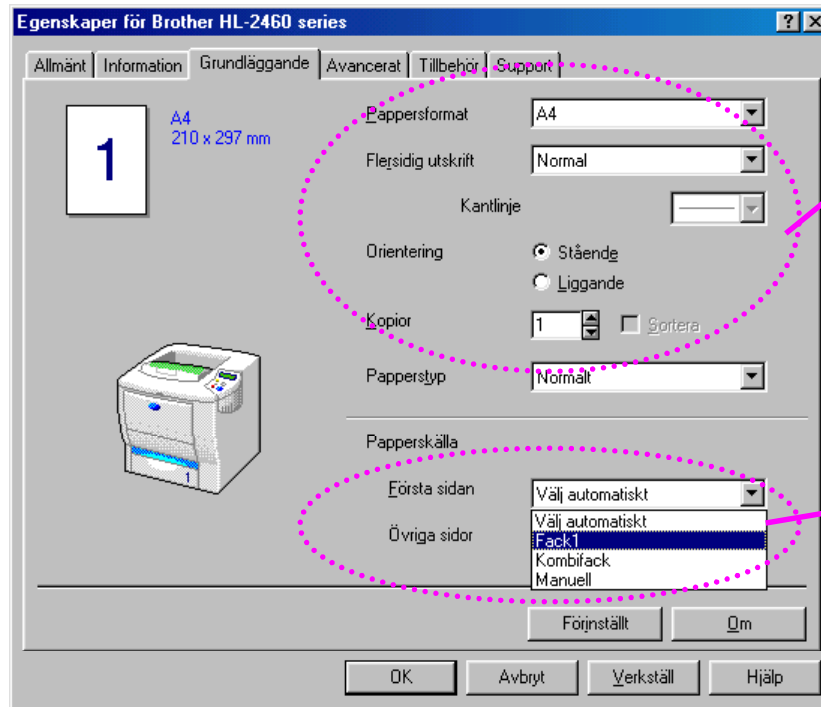 Egenskaper för Brother HL-2460 series
Allmänt Information Grundläggande Avancerat Tillbehör Support
1
A4
210 x 297 mm
Pappersformat A4
Flersidig utskrift Normal
Kantlinje
Orientering Stående
Liggande
Kopior 1 Sortera
Papperstyp Normalt
Papperskälla
Första sidan Välj automatiskt
Övriga sidor
Välj automatiskt
Fack1
Kombifack
Manuell
1
Förinställt Om
OK Avbryt Verkställ Hjälp